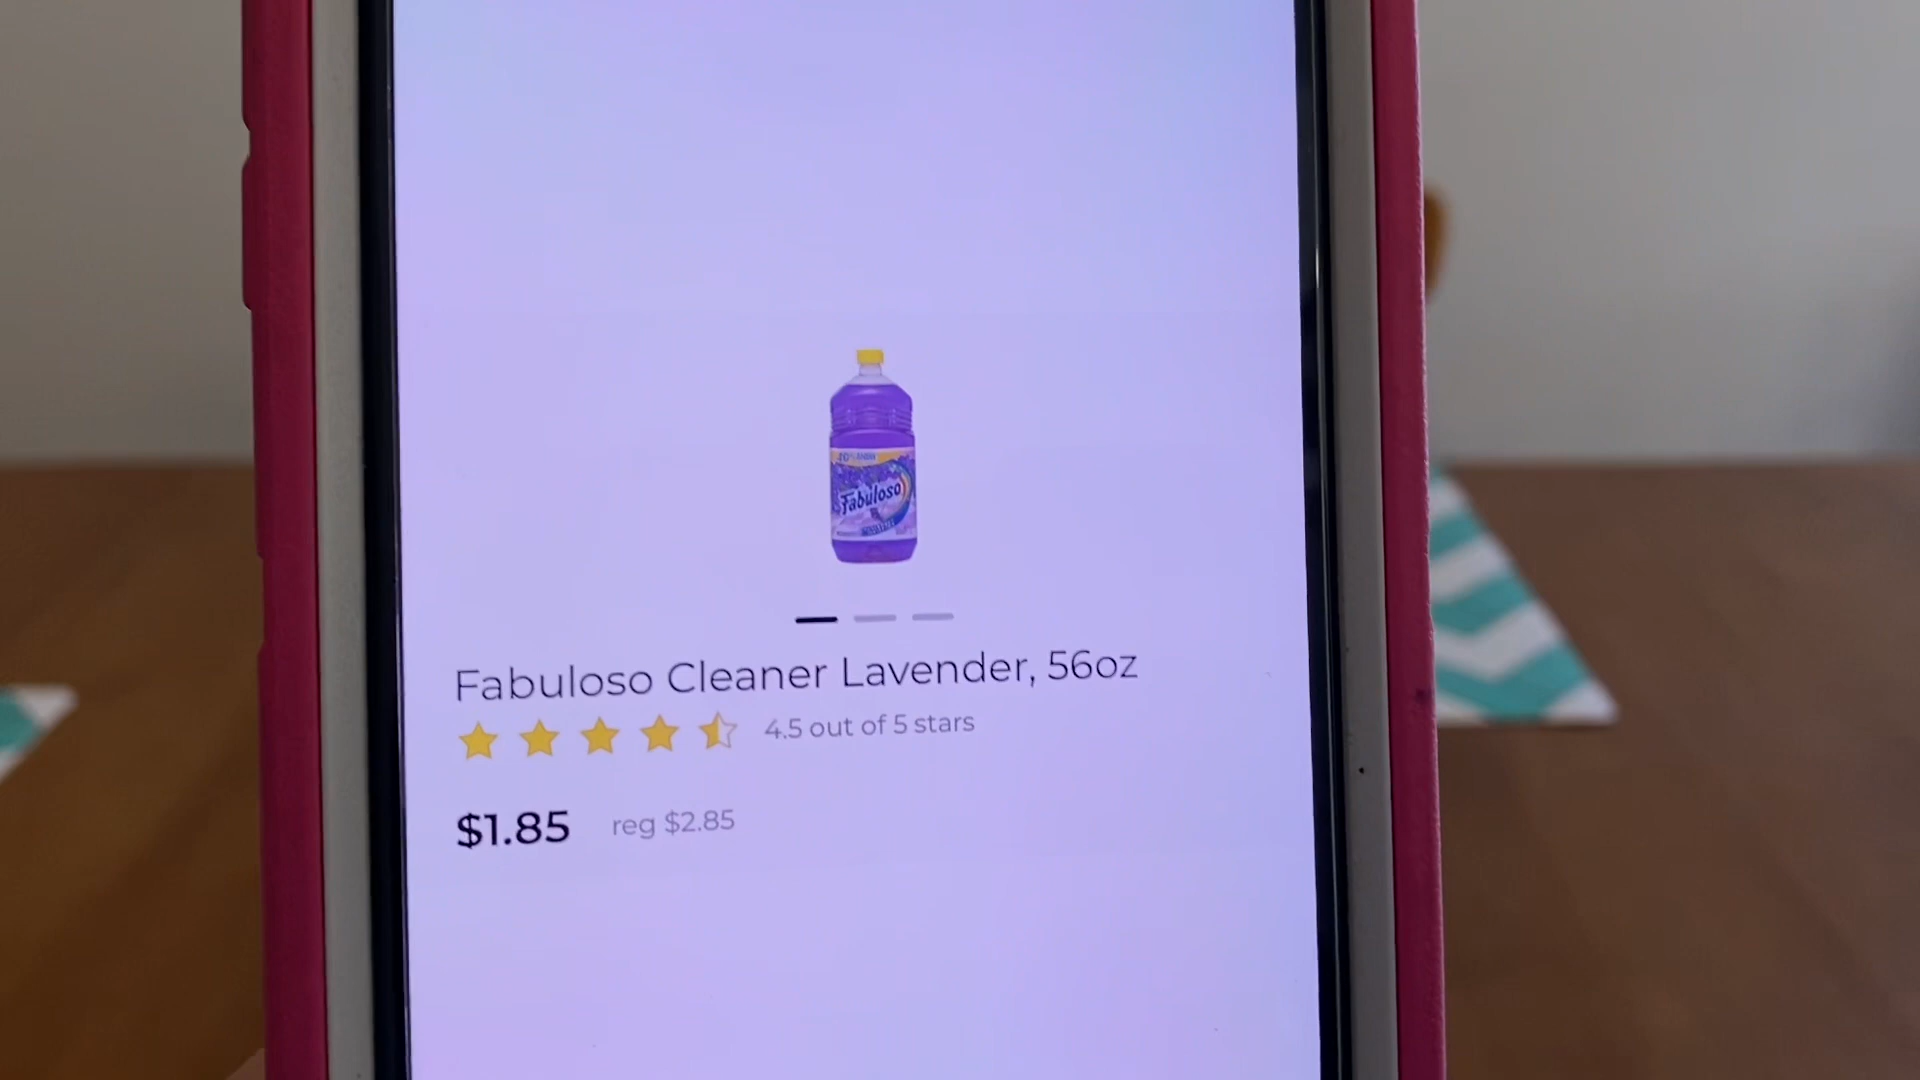 Fabuloso
Fabuloso Cleaner Lavender, 56oz
4.5 out of 5 stars
$1.85 reg $2.85